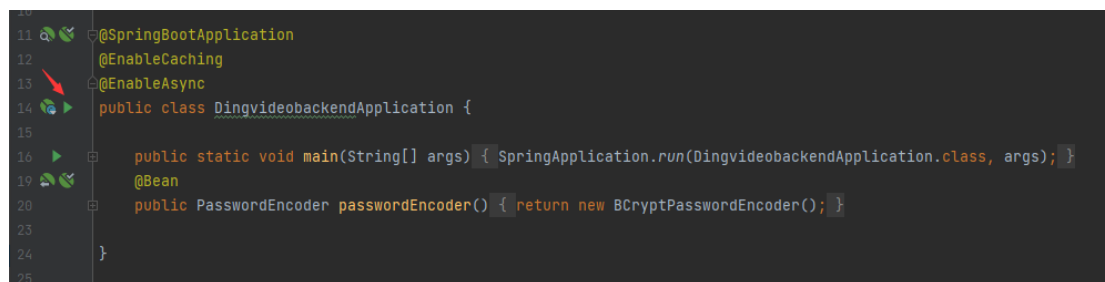 10
11 @SpringBootApplication
12 @EnableCaching
13 @EnableAsync
14 public class DingvideobackendApplication {
15
16 public static void main(String[] args) { SpringApplication.run(DingvideobackendApplication.class, args); }
19 @Bean
20 public PasswordEncoder passwordEncoder() { return new BCryptPasswordEncoder(); }
23
24 }
25